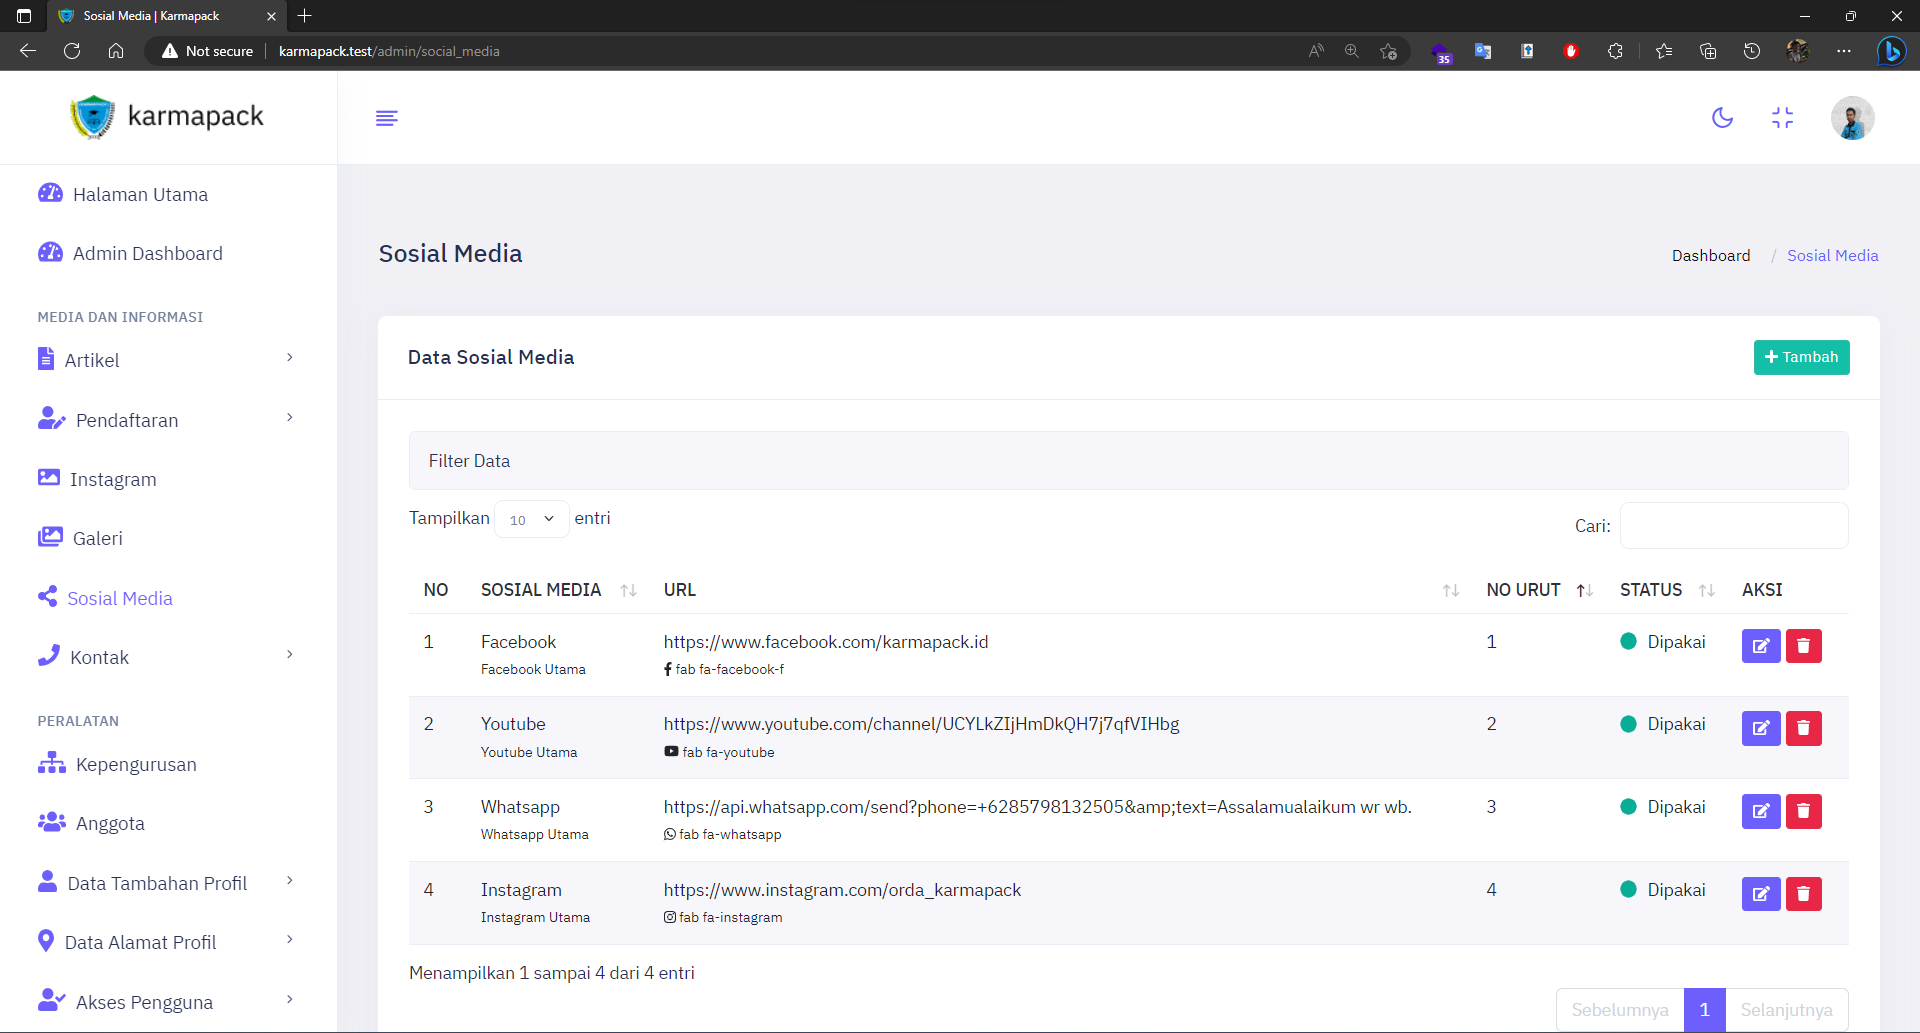 Sosial Media | Karmapack
Not secure
karmapack.test/admin/social_media
35
karmapack
Halaman Utama
Admin Dashboard
MEDIA DAN INFORMASI
Artikel
Pendaftaran
Instagram
Galeri
Sosial Media
Kontak
PERALATAN
Kepengurusan
Anggota
Data Tambahan Profil
Data Alamat Profil
Akses Pengguna
Sosial Media
Dashboard / Sosial Media
Data Sosial Media
+ Tambah
Filter Data
Tampilkan 10 entri
Cari:
NO SOSIAL MEDIA URL NO URUT STATUS AKSI
1 Facebook https://www.facebook.com/karmapack.id 1 Dipakai
Facebook Utama fab fa-facebook-f
2 Youtube https://www.youtube.com/channel/UCYLkZIjHmDkQH7j7qfVIHbg 2 Dipakai
Youtube Utama fab fa-youtube
3 Whatsapp https://api.whatsapp.com/send?phone=+6285798132505&amp;text=Assalamualaikum wr wb. 3 Dipakai
Whatsapp Utama fab fa-whatsapp
4 Instagram https://www.instagram.com/orda_karmapack 4 Dipakai
Instagram Utama fab fa-instagram
Menampilkan 1 sampai 4 dari 4 entri
Sebelumnya 1 Selanjutnya